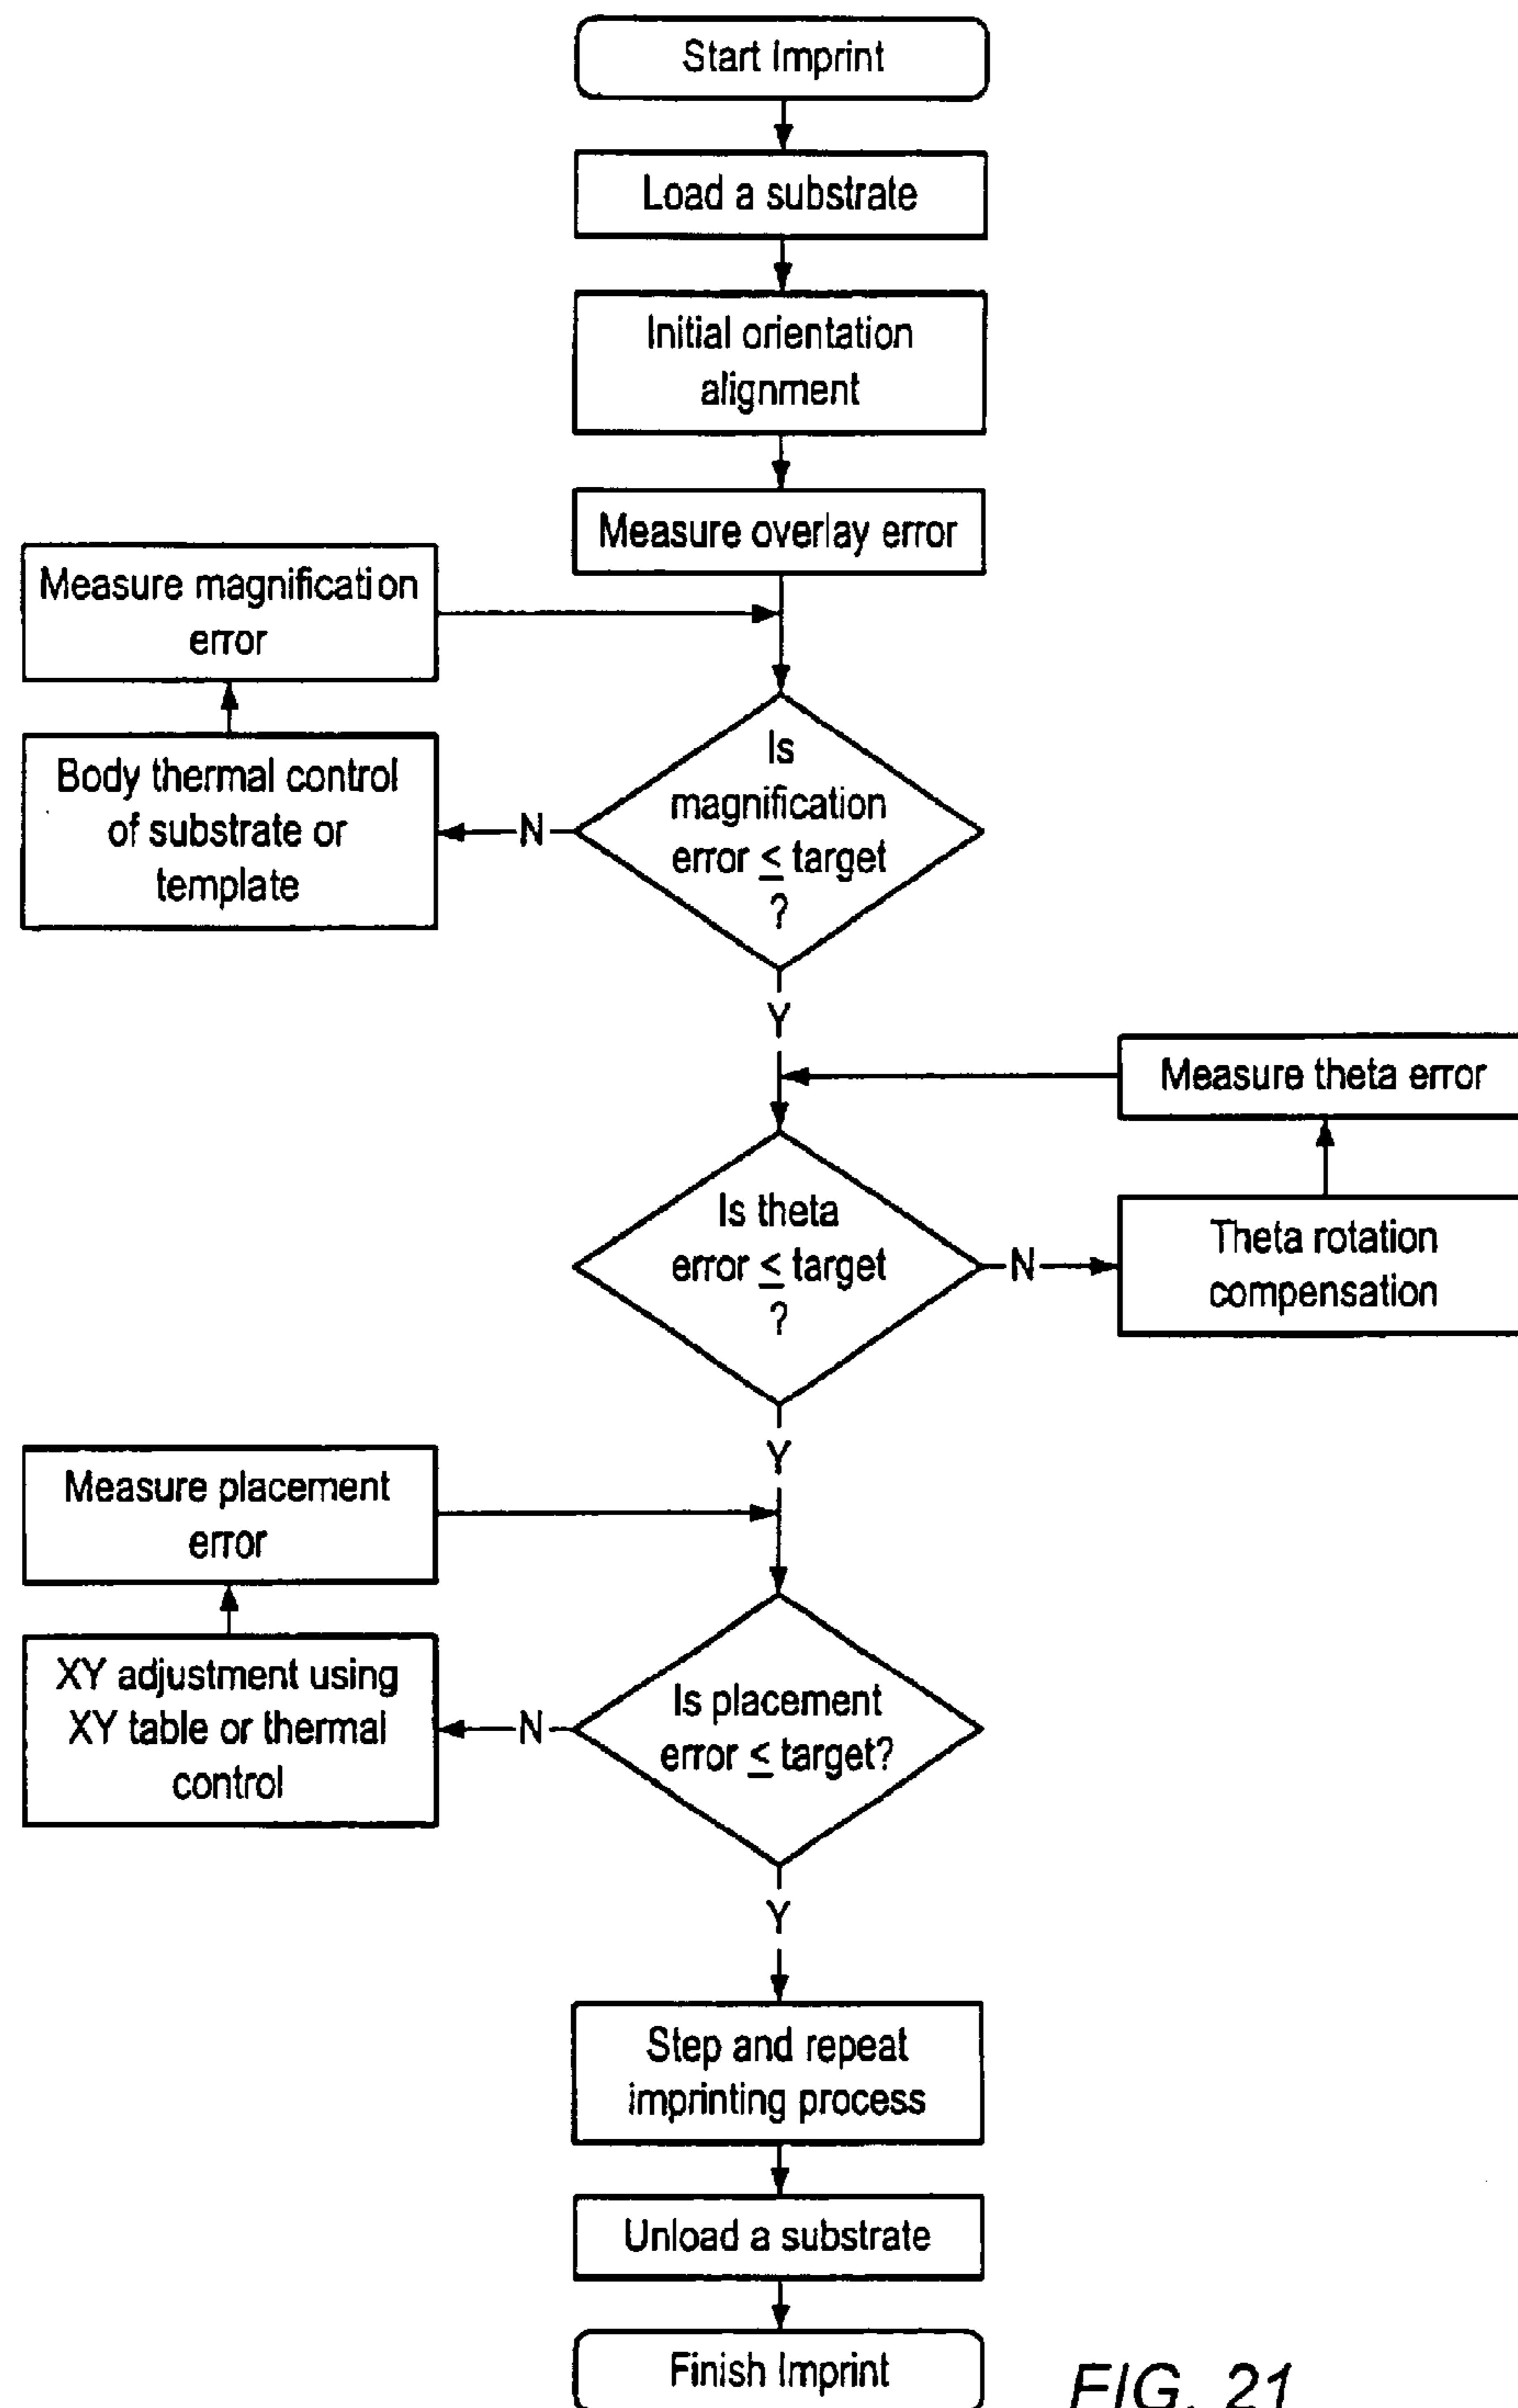 Start Imprint
Load a substrate
Initial orientation
alignment
Measure overlay error
Measure magnification
error
Body thermal control
of substrate or
template
N
Is
magnification
error ≤ target
?
Y
Measure theta error
Is theta
error ≤ target
?
N
Theta rotation
compensation
Y
Measure placement
error
XY adjustment using
XY table or thermal
control
N
Is placement
error ≤ target?
Y
Step and repeat
imprinting process
Unload a substrate
Finish Imprint
FIG. 21